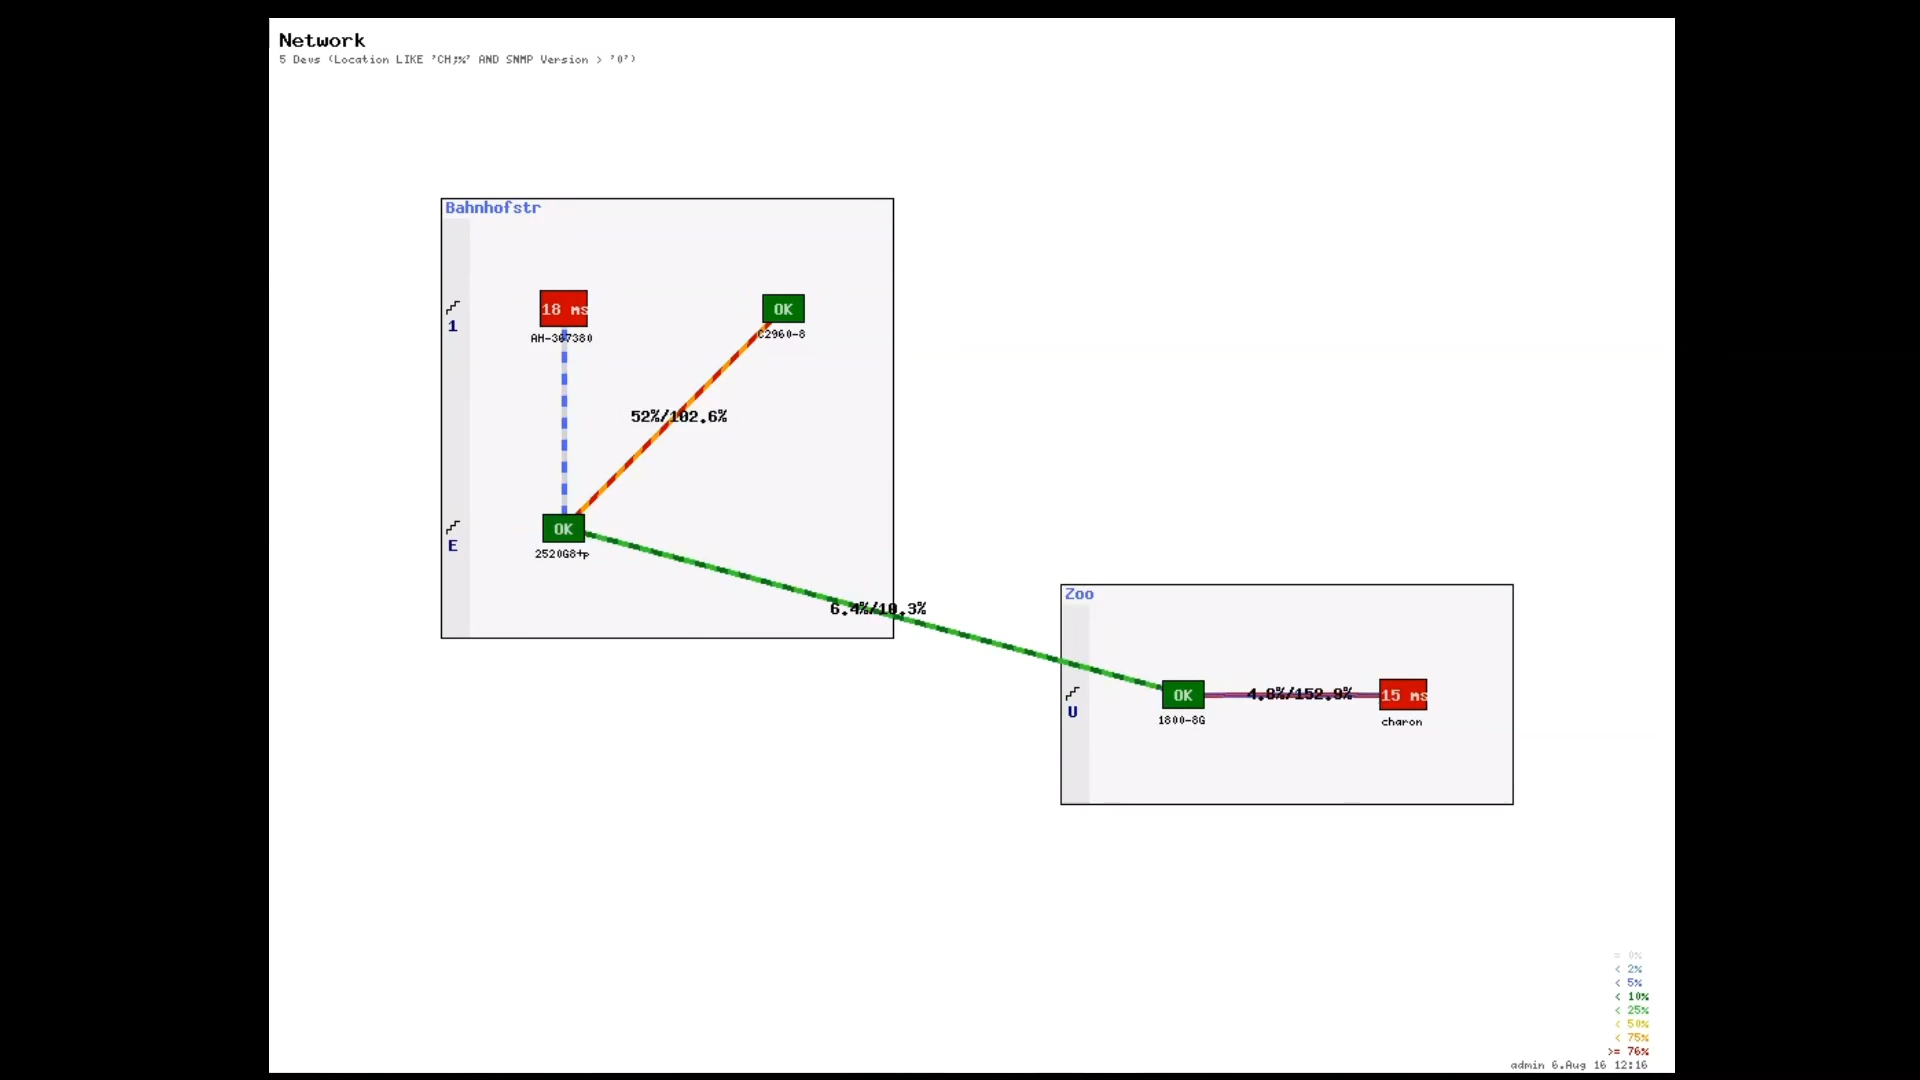 Network
5 Devs (Location LIKE 'CH;%' AND SNMP Version > '0')
Bahnhofstr
18 ms
OK
1
AH-307380
C2960-8
52%/102.6%
OK
E
2520G8+p
6.4%/10.3%
Zoo
OK
4.8%/152.9%
15 ms
U
1800-8G
charon
= 0%
< 2%
< 5%
< 10%
< 25%
< 50%
< 75%
>= 76%
admin 6.Aug 16 12:16